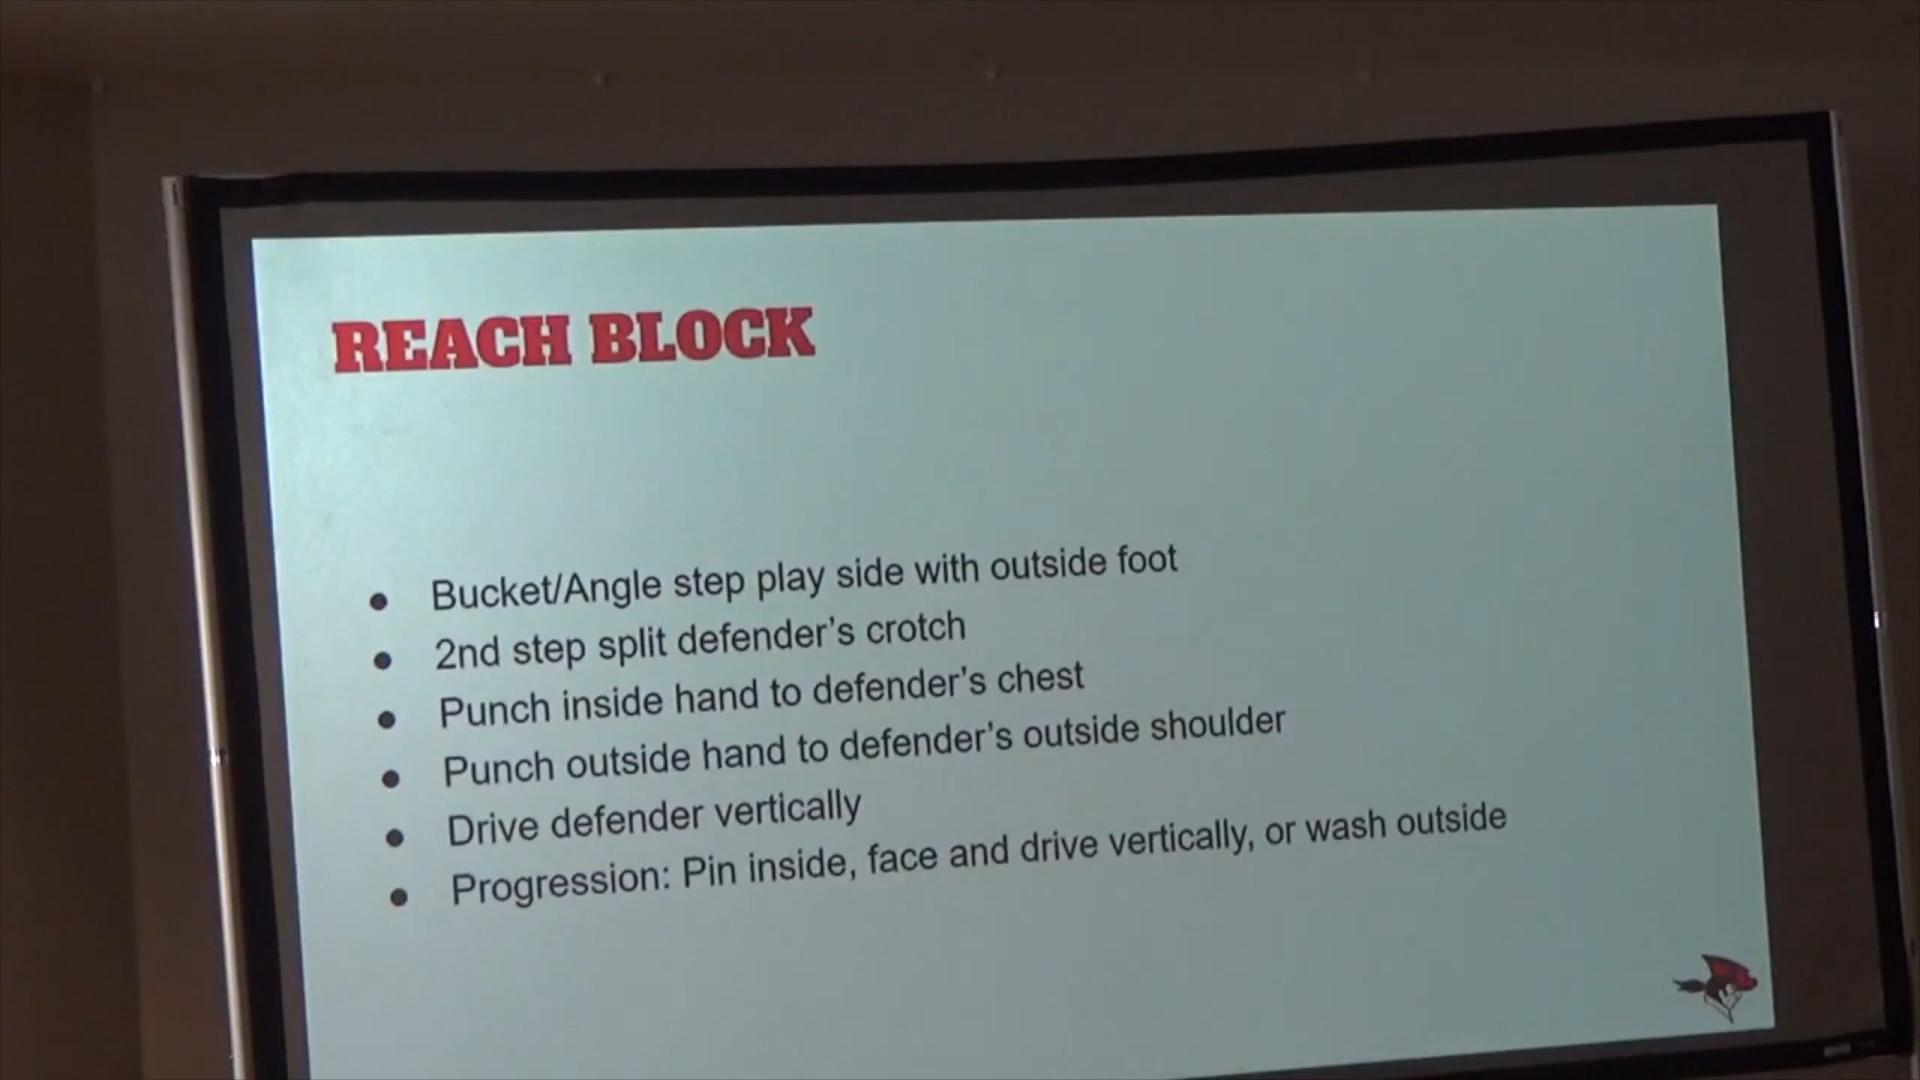 REACH BLOCK
● Bucket/Angle step play side with outside foot
● 2nd step split defender's crotch
● Punch inside hand to defender's chest
● Punch outside hand to defender's outside shoulder
● Drive defender vertically
● Progression: Pin inside, face and drive vertically, or wash outside